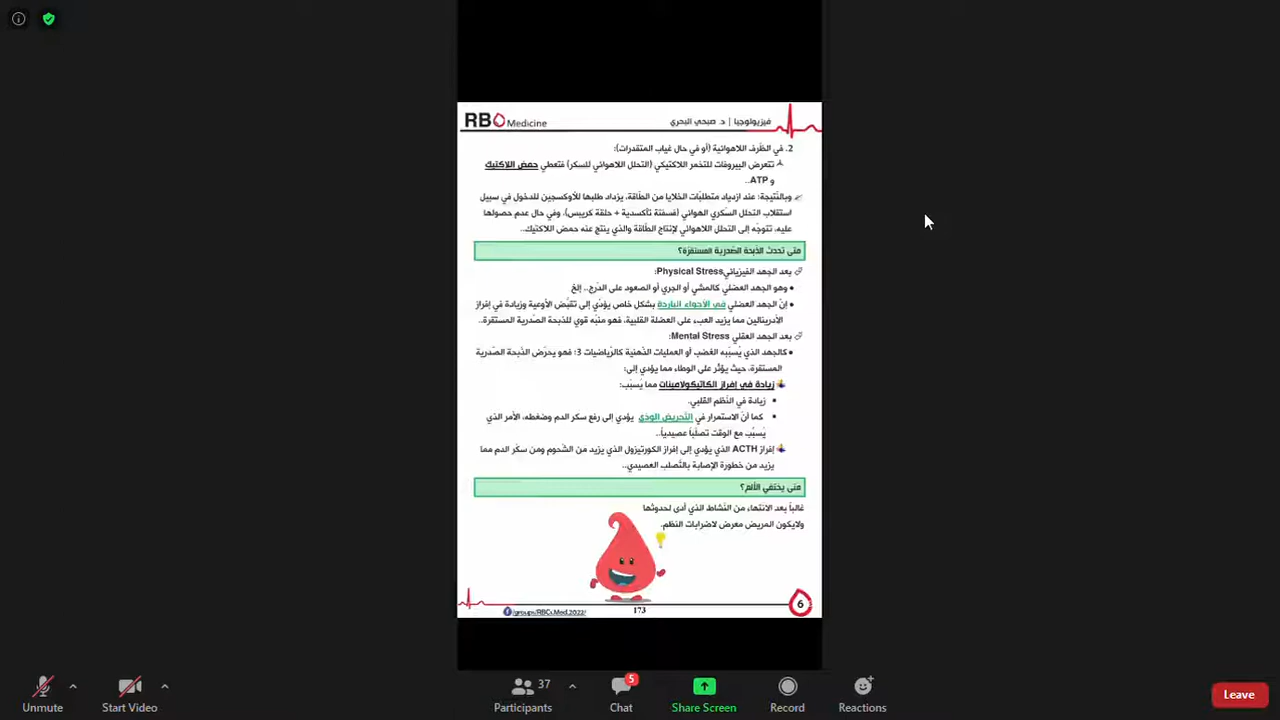 RBC Medicine
فيزيولوجيا | د. صبحي البحري
2. في الظرف اللاهوائية (أو في حال غياب المتقدرات):
تتعرض البيروفات للتخمر اللاكتيكي (التحلل اللاهوائي للسكر) فتعطي حمض اللاكتيك
و ATP..
وبالنتيجة: عند ازدياد متطلبات الخلايا من الطاقة، يزداد طلبها للأوكسجين للدخول في سبيل
استقلاب التحلل السكري الهوائي (فسفتة تأكسدية + حلقة كريبس)، وفي حال عدم حصولها
عليه، تتوجه إلى التحلل اللاهوائي لإنتاج الطاقة والذي ينتج عنه حمض اللاكتيك..
متى تحدث الذبحة الصدرية المستقرة؟
بعد الجهد الفيزيائي Physical Stress:
وهو الجهد العضلي كالمشي أو الجري أو الصعود على الدرج.. إلخ
إن الجهد العضلي في الأجواء الباردة بشكل خاص يؤدي إلى تقبض الأوعية وزيادة في إفراز
الأدرينالين مما يزيد العبء على العضلة القلبية، فهو منبه قوي للذبحة الصدرية المستقرة..
بعد الجهد العقلي Mental Stress:
كالجهد الذي يسببه الغضب أو العمليات الذهنية كالرياضيات 3: فهو يحرض الذبحة الصدرية
المستقرة، حيث يؤثر على الوطاء مما يؤدي إلى:
زيادة في إفراز الكاتيكولامينات مما يسبب:
زيادة في النظم القلبي.
كما أن الاستمرار في التحريض الودي يؤدي إلى رفع سكر الدم وضغطه، الأمر الذي
يسبب مع الوقت تصلباً عصيدياً..
إفراز ACTH الذي يؤدي إلى إفراز الكورتيزول الذي يزيد من الشحوم ومن سكر الدم مما
يزيد من خطورة الإصابة بالتصلب العصيدي..
متى يختفي الألم؟
غالباً بعد الانتهاء من النشاط الذي أدى لحدوثها
ولايكون المريض معرض لاضرابات النظم.
/groups/RBCs.Med.2022/
173
6
Unmute
Start Video
37
Participants
5
Chat
Share Screen
Record
Reactions
Leave